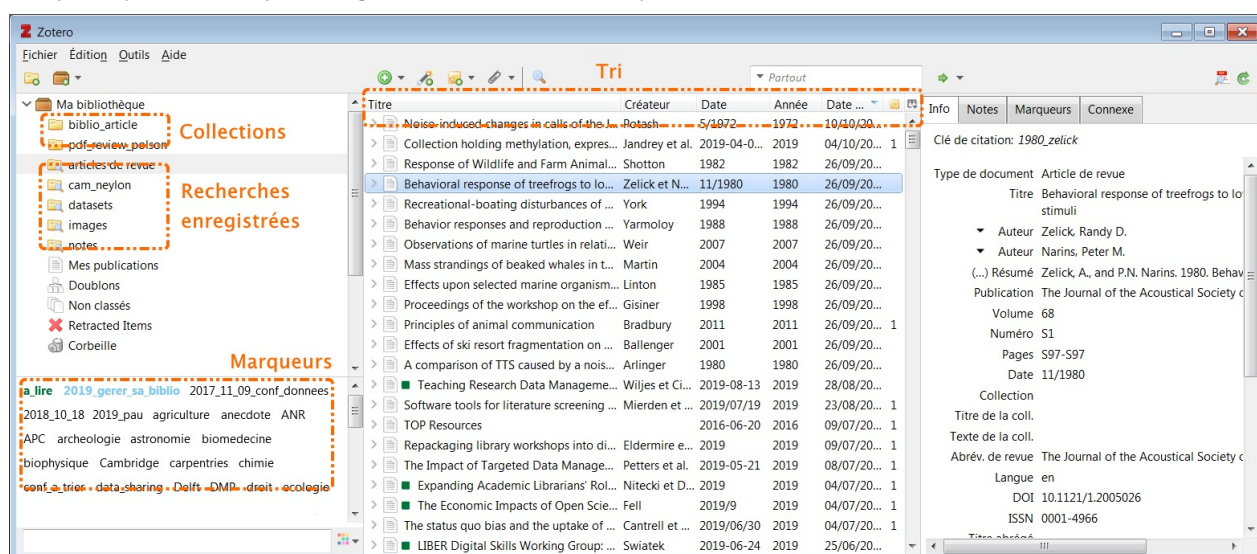 Zotero
Fichier Édition Outils Aide
Tri
Partout
Ma bibliothèque
biblio_article
pdf_review_polson
articles de revue
cam_neylon
datasets
images
notes
Mes publications
Doublons
Non classés
Retracted Items
Corbeille
Collections
Recherches
enregistrées
Marqueurs
a_lire 2019_gerer_sa_biblio 2017_11_09_conf_donnees
2018_10_18 2019_pau agriculture anecdote ANR
APC archeologie astronomie biomedecine
biophysique Cambridge carpentries chimie
conf_a_trier data_sharing Delft DMP droit ecologie
Titre Créateur Date Année Date ...
Noise-induced changes in calls of the J... Potash 5/1972 1972 10/10/20...
Collection holding methylation, expres... Jandrey et al. 2019-04-0... 2019 04/10/20... 1
Response of Wildlife and Farm Animal... Shotton 1982 1982 26/09/20...
Behavioral response of treefrogs to lo... Zelick et N... 11/1980 1980 26/09/20...
Recreational-boating disturbances of ... York 1994 1994 26/09/20...
Behavior responses and reproduction ... Yarmoloy 1988 1988 26/09/20...
Observations of marine turtles in relati... Weir 2007 2007 26/09/20...
Mass strandings of beaked whales in t... Martin 2004 2004 26/09/20...
Effects upon selected marine organism... Linton 1985 1985 26/09/20...
Proceedings of the workshop on the ef... Gisiner 1998 1998 26/09/20...
Principles of animal communication Bradbury 2011 2011 26/09/20... 1
Effects of ski resort fragmentation on ... Ballenger 2001 2001 26/09/20...
A comparison of TTS caused by a nois... Arlinger 1980 1980 26/09/20...
Teaching Research Data Manageme... Wiljes et Ci... 2019-08-13 2019 28/08/20...
Software tools for literature screening ... Mierden et ... 2019/07/19 2019 23/08/20... 1
TOP Resources 2016-06-20 2016 09/07/20... 1
Repackaging library workshops into di... Eldermire e... 2019 2019 09/07/20... 1
The Impact of Targeted Data Manage... Petters et al. 2019-05-21 2019 08/07/20... 1
Expanding Academic Librarians' Rol... Nitecki et D... 2019 2019 04/07/20... 1
The Economic Impacts of Open Scie... Fell 2019/9 2019 04/07/20... 1
The status quo bias and the uptake of ... Cantrell et ... 2019/06/30 2019 04/07/20... 1
LIBER Digital Skills Working Group: ... Swiatek 2019-06-24 2019 25/06/20...
Info Notes Marqueurs Connexe
Clé de citation: 1980_zelick
Type de document Article de revue
Titre Behavioral response of treefrogs to lo
stimuli
Auteur Zelick, Randy D.
Auteur Narins, Peter M.
(...) Résumé Zelick, A., and P.N. Narins. 1980. Behav
Publication The Journal of the Acoustical Society
Volume 68
Numéro S1
Pages S97-S97
Date 11/1980
Collection
Titre de la coll.
Texte de la coll.
Abrév. de revue The Journal of the Acoustical Society
Langue en
DOI 10.1121/1.2005026
ISSN 0001-4966
Titre abrégé